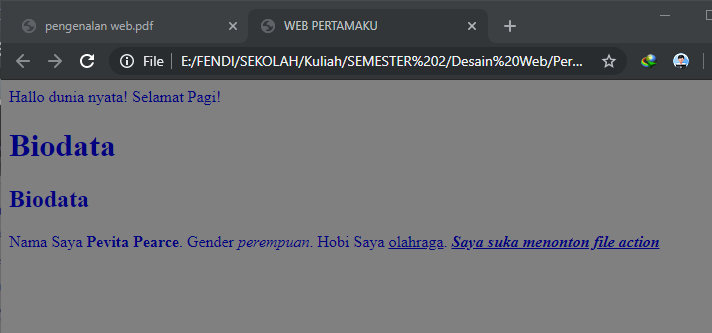 pengenalan web.pdf
WEB PERTAMAKU
File
E:/FENDI/SEKOLAH/Kuliah/SEMESTER%202/Desain%20Web/Per...
Hallo dunia nyata! Selamat Pagi!
Biodata
Biodata
Nama Saya Pevita Pearce. Gender perempuan. Hobi Saya olahraga. Saya suka menonton file action